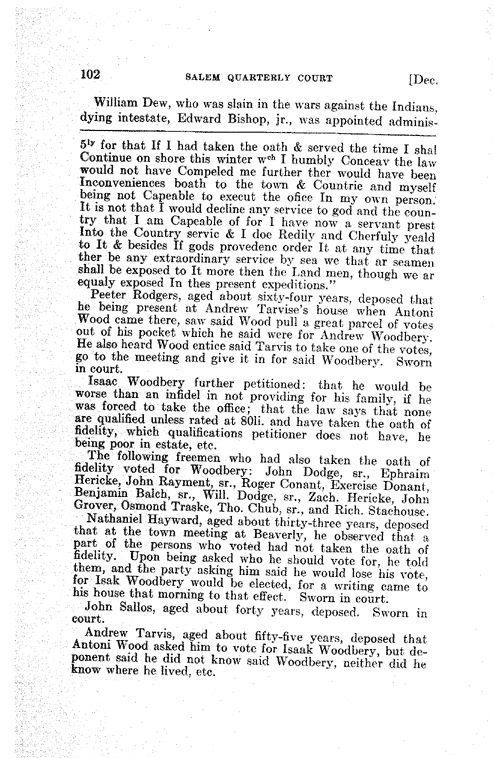 102 SALEM QUARTERLY COURT [Dec.
William Dew, who was slain in the wars against the Indians,
dying intestate, Edward Bishop, jr., was appointed adminis-
5ly for that If I had taken the oath & served the time I shal
Continue on shore this winter wch I humbly Conceav the law
would not have Compeled me further ther would have been
Inconveniences boath to the town & Countrie and myself
being not Capeable to execut the ofice In my own person.
It is not that I would decline any service to god and the coun-
try that I am Capeable of for I have now a servant prest
Into the Country servic & I doe Redily and Cherfuly yeald
to It & besides If gods provedenc order It at any time that
ther be any extraordinary service by sea we that ar seamen
shall be exposed to It more then the Land men, though we ar
equaly exposed In thes present expeditions."
Peeter Rodgers, aged about sixty-four years, deposed that
he being present at Andrew Tarvise's house when Antoni
Wood came there, saw said Wood pull a great parcel of votes
out of his pocket which he said were for Andrew Woodbery.
He also heard Wood entice said Tarvis to take one of the votes,
go to the meeting and give it in for said Woodbery. Sworn
in court.
Isaac Woodbery further petitioned: that he would be
worse than an infidel in not providing for his family, if he
was forced to take the office; that the law says that none
are qualified unless rated at 80li. and have taken the oath of
fidelity, which qualifications petitioner does not have, he
being poor in estate, etc.
The following freemen who had also taken the oath of
fidelity voted for Woodbery: John Dodge, sr., Ephraim
Hericke, John Rayment, sr., Roger Conant, Exercise Donant,
Benjamin Balch, sr., Will. Dodge, sr., Zach. Hericke, John
Grover, Osmond Traske, Tho. Chub, sr., and Rich. Stachouse.
Nathaniel Hayward, aged about thirty-three years, deposed
that at the town meeting at Beaverly, he observed that a
part of the persons who voted had not taken the oath of
fidelity. Upon being asked who he should vote for, he told
them, and the party asking him said he would lose his vote,
for Isak Woodbery would be elected, for a writing came to
his house that morning to that effect. Sworn in court.
John Sallos, aged about forty years, deposed. Sworn in
court.
Andrew Tarvis, aged about fifty-five years, deposed that
Antoni Wood asked him to vote for Isaak Woodbery, but de-
ponent said he did not know said Woodbery, neither did he
know where he lived, etc.